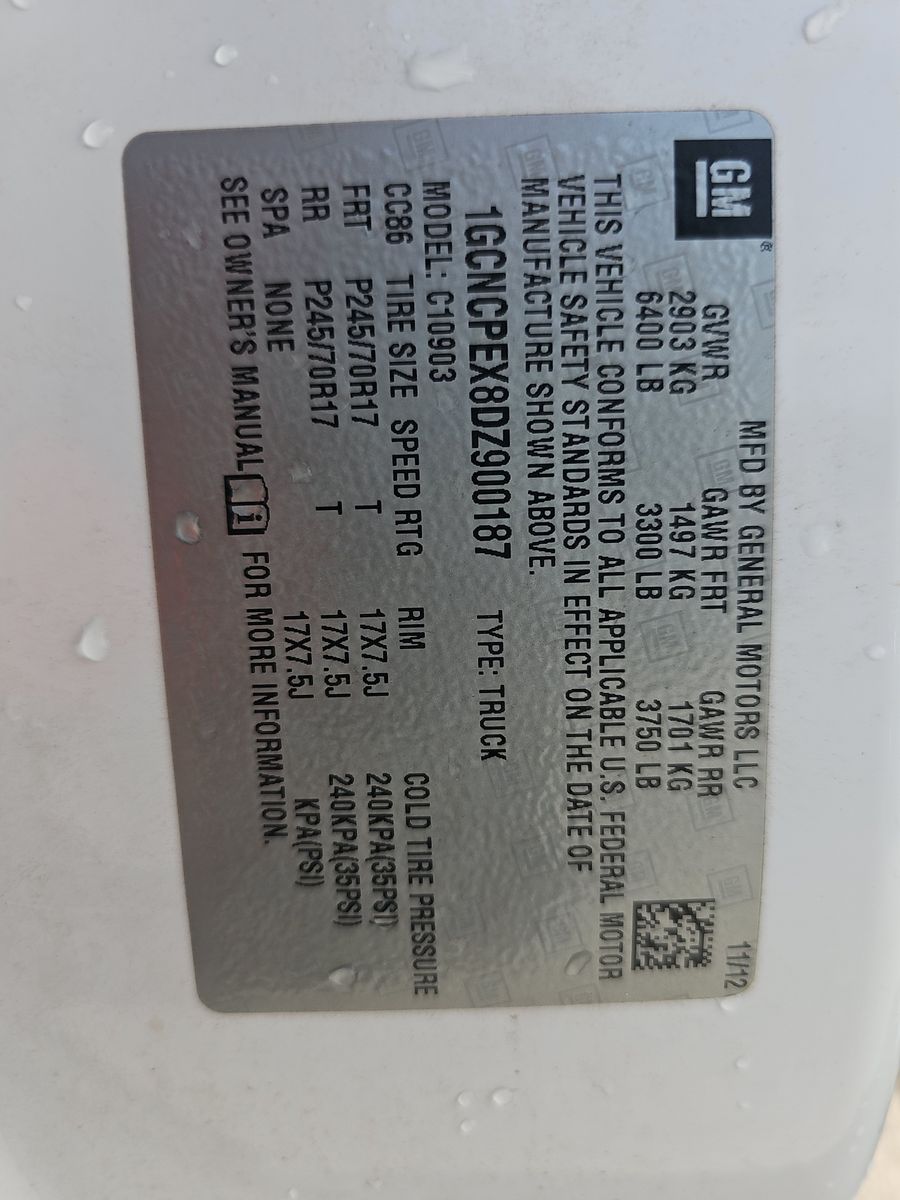 GM®
MFD BY GENERAL MOTORS LLC 11/12
GVWR GAWR FRT GAWR RR
2903 KG 1497 KG 1701 KG
6400 LB 3300 LB 3750 LB
THIS VEHICLE CONFORMS TO ALL APPLICABLE U.S. FEDERAL MOTOR
VEHICLE SAFETY STANDARDS IN EFFECT ON THE DATE OF
MANUFACTURE SHOWN ABOVE.
1GCNCPEX8DZ900187 TYPE: TRUCK
MODEL: C10903
CC86 TIRE SIZE SPEED RTG RIM COLD TIRE PRESSURE
FRT P245/70R17 T 17X7.5J 240KPA(35PSI)
RR P245/70R17 T 17X7.5J 240KPA(35PSI)
SPA NONE 17X7.5J KPA(PSI)
SEE OWNER'S MANUAL i FOR MORE INFORMATION.